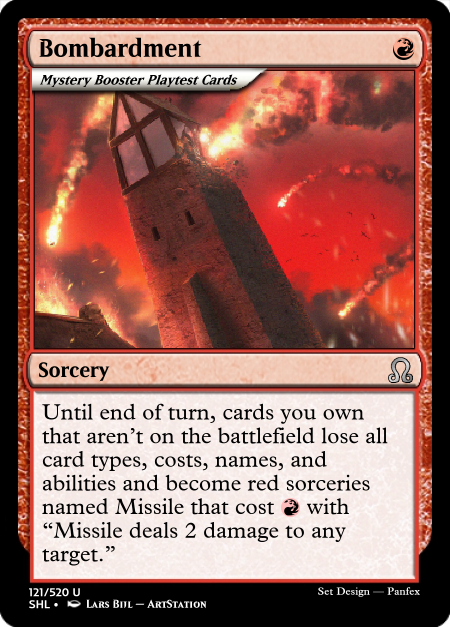 Bombardment
Mystery Booster Playtest Cards
Sorcery
Until end of turn, cards you own
that aren’t on the battlefield lose all
card types, costs, names, and
abilities and become red sorceries
named Missile that cost with
“Missile deals 2 damage to any
target.”
121/520 U
Set Design — Panfex
SHL • Lars Bijl — ArtStation